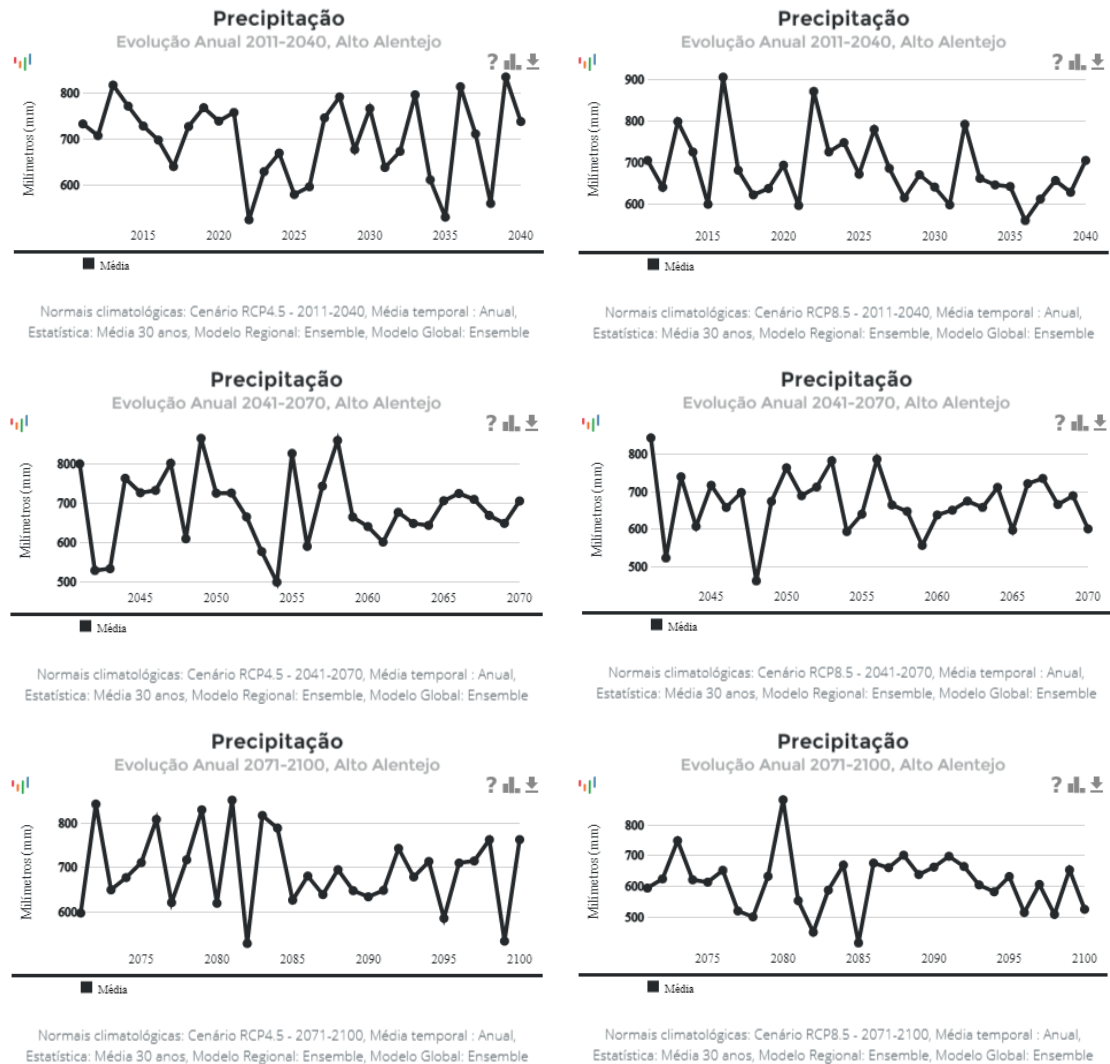 Precipitação
Evolução Anual 2011-2040, Alto Alentejo
?
Milímetros (mm)
800
700
600
2015
2020
2025
2030
2035
2040
Média
Normais climatológicas: Cenário RCP4.5 - 2011-2040, Média temporal : Anual,
Estatística: Média 30 anos, Modelo Regional: Ensemble, Modelo Global: Ensemble
Precipitação
Evolução Anual 2011-2040, Alto Alentejo
?
Milímetros (mm)
900
800
700
600
2015
2020
2025
2030
2035
2040
Média
Normais climatológicas: Cenário RCP8.5 - 2011-2040, Média temporal : Anual,
Estatística: Média 30 anos, Modelo Regional: Ensemble, Modelo Global: Ensemble
Precipitação
Evolução Anual 2041-2070, Alto Alentejo
?
Milímetros (mm)
800
700
600
500
2045
2050
2055
2060
2065
2070
Média
Normais climatológicas: Cenário RCP4.5 - 2041-2070, Média temporal : Anual,
Estatística: Média 30 anos, Modelo Regional: Ensemble, Modelo Global: Ensemble
Precipitação
Evolução Anual 2041-2070, Alto Alentejo
?
Milímetros (mm)
800
700
600
500
2045
2050
2055
2060
2065
2070
Média
Normais climatológicas: Cenário RCP8.5 - 2041-2070, Média temporal : Anual,
Estatística: Média 30 anos, Modelo Regional: Ensemble, Modelo Global: Ensemble
Precipitação
Evolução Anual 2071-2100, Alto Alentejo
?
Milímetros (mm)
800
700
600
2075
2080
2085
2090
2095
2100
Média
Normais climatológicas: Cenário RCP4.5 - 2071-2100, Média temporal : Anual,
Estatística: Média 30 anos, Modelo Regional: Ensemble, Modelo Global: Ensemble
Precipitação
Evolução Anual 2071-2100, Alto Alentejo
?
Milímetros (mm)
800
700
600
500
2075
2080
2085
2090
2095
2100
Média
Normais climatológicas: Cenário RCP8.5 - 2071-2100, Média temporal : Anual,
Estatística: Média 30 anos, Modelo Regional: Ensemble, Modelo Global: Ensemble